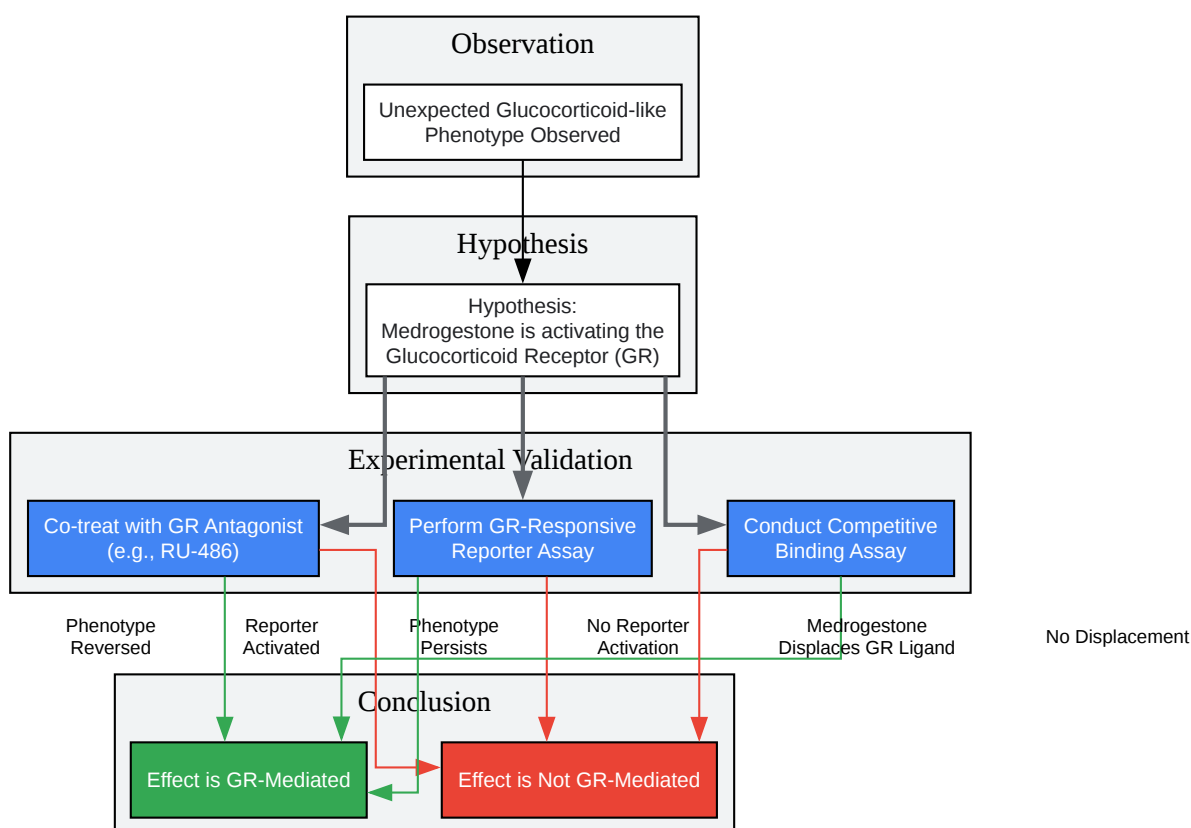 Observation
Unexpected Glucocorticoid-like
Phenotype Observed
Hypothesis
Hypothesis:
Medrogestone is activating the
Glucocorticoid Receptor (GR)
Experimental Validation
Co-treat with GR Antagonist
(e.g., RU-486)
Perform GR-Responsive
Reporter Assay
Conduct Competitive
Binding Assay
Phenotype
Reversed
Reporter
Activated
Phenotype
Persists
No Reporter
Activation
Medrogestone
Displaces GR Ligand
No Displacement
Conclusion
Effect is GR-Mediated
Effect is Not GR-Mediated